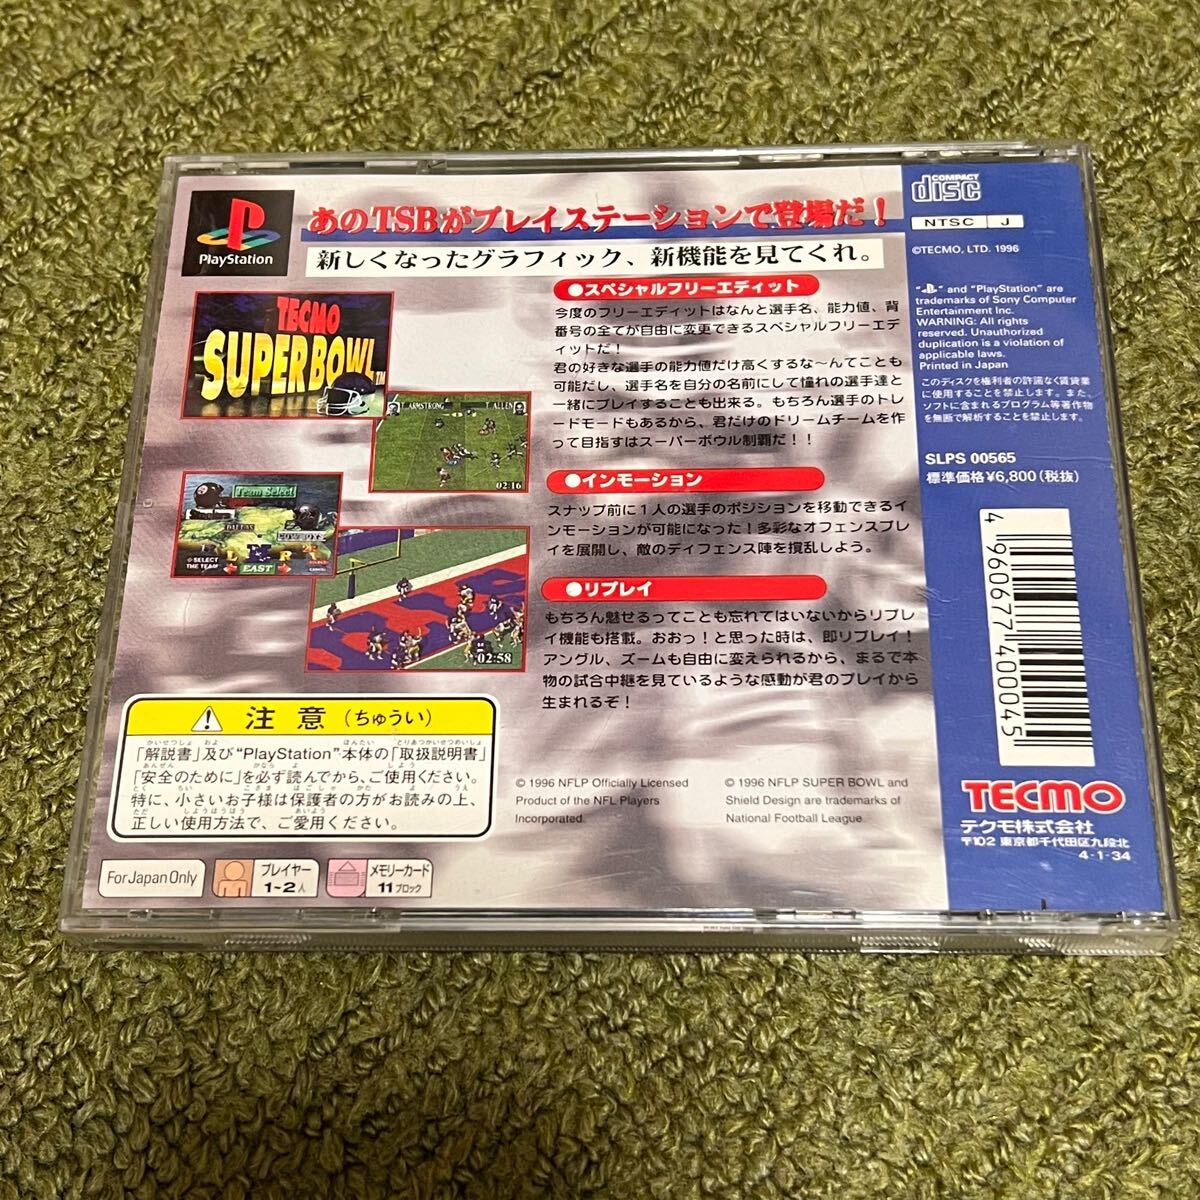 PlayStation
あのTSBがプレイステーションで登場だ！
新しくなったグラフィック、新機能を見てくれ。
TECMO
SUPER BOWL
TM
T. ARMSTRONG
T. ALLEN
02:16
Team Select
DALLAS
COWBOYS
SELECT
THE TEAM
EAST
02:58
●スペシャルフリーエディット
今度のフリーエディットはなんと選手名、能力値、背
番号の全てが自由に変更できるスペシャルフリーエデ
ィットだ！
君の好きな選手の能力値だけ高くするな～んてことも
可能だし、選手名を自分の名前にして憧れの選手達と
一緒にプレイすることも出来る。もちろん選手のトレ
ードモードもあるから、君だけのドリームチームを作
って目指すはスーパーボウル制覇だ！！
●インモーション
スナップ前に1人の選手のポジションを移動できるイ
ンモーションが可能になった！多彩なオフェンスプレ
イを展開し、敵のディフェンス陣を撹乱しよう。
●リプレイ
もちろん魅せるってことも忘れてはいないからリプレ
イ機能も搭載。おおっ！と思った時は、即リプレイ！
アングル、ズームも自由に変えられるから、まるで本
物の試合中継を見ているような感動が君のプレイから
生まれるぞ！
注意（ちゅうい）
「解説書」及び"PlayStation"本体の「取扱説明書」
「安全のために」を必ず読んでから、ご使用ください。
特に、小さいお子様は保護者の方がお読みの上、
正しい使用方法で、ご愛用ください。
© 1996 NFLP Officially Licensed
Product of the NFL Players
Incorporated.
© 1996 NFLP SUPER BOWL and
Shield Design are trademarks of
National Football League.
For Japan Only
プレイヤー
1~2人
メモリーカード
11ブロック
COMPACT
disc
NTSC J
©TECMO, LTD. 1996
" " and "PlayStation" are
trademarks of Sony Computer
Entertainment Inc.
WARNING: All rights
reserved. Unauthorized
duplication is a violation of
applicable laws.
Printed in Japan
このディスクを権利者の許諾なく賃貸業
に使用することを禁止します。また、
ソフトに含まれるプログラム等著作物
を無断で解析することを禁止します。
SLPS 00565
標準価格¥6,800(税抜)
4 960677 400045
TECMO
テクモ株式会社
〒102 東京都千代田区九段北
4-1-34